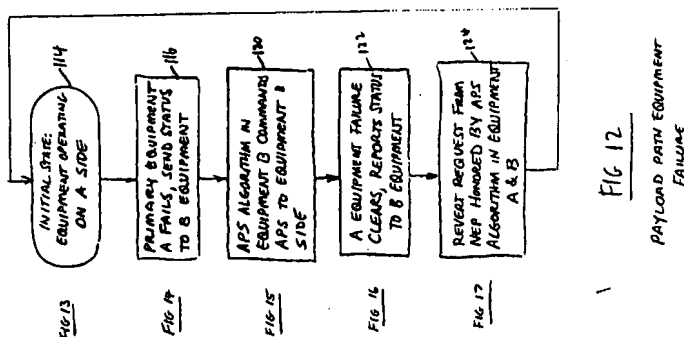 FIG 13
INITIAL STATE:
EQUIPMENT OPERATING
ON A SIDE
114
FIG 14
PRIMARY EQUIPMENT
A FAILS, SEND STATUS
TO B EQUIPMENT
116
FIG 15
APS ALGORITHM IN
EQUIPMENT B COMMANDS
APS TO EQUIPMENT B
SIDE
120
FIG 16
A EQUIPMENT FAILURE
CLEARS, REPORTS STATUS
TO B EQUIPMENT
122
FIG 17
REVERT REQUEST FROM
NEP HONORED BY APS
ALGORITHM IN EQUIPMENT
A & B
124
FIG 12
PAYLOAD PATH EQUIPMENT
FAILURE